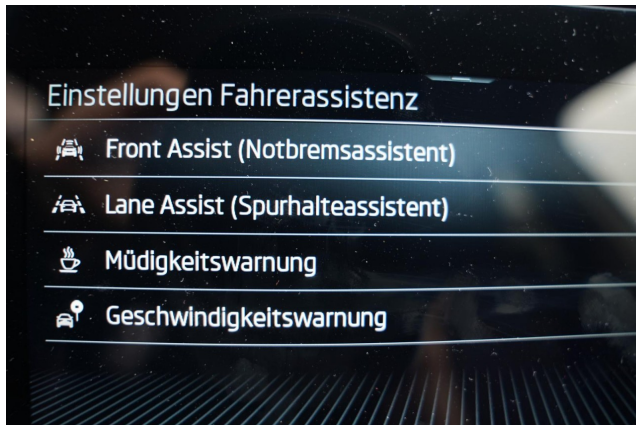 Einstellungen Fahrerassistenz
Front Assist (Notbremsassistent)
Lane Assist (Spurhalteassistent)
Müdigkeitswarnung
Geschwindigkeitswarnung